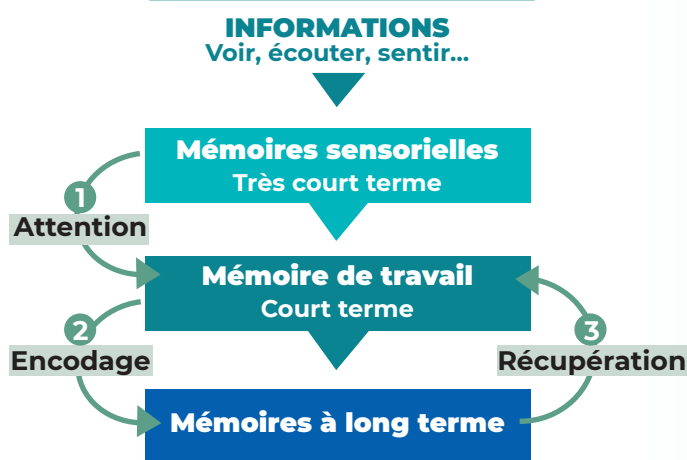 INFORMATIONS
Voir, écouter, sentir...
Mémoires sensorielles
Très court terme
1
Attention
Mémoire de travail
Court terme
2
Encodage
3
Récupération
Mémoires à long terme